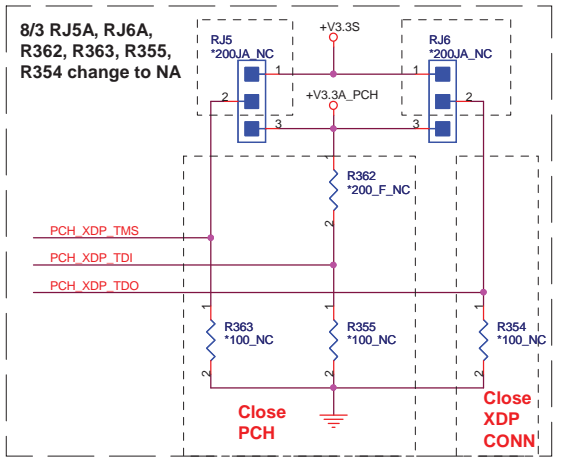 8/3 RJ5A, RJ6A,
R362, R363, R355,
R354 change to NA
RJ5
*200JA_NC
+V3.3S
RJ6
*200JA_NC
1
1
2
2
+V3.3A_PCH
3
3
R362
*200_F_NC
2
PCH_XDP_TMS
PCH_XDP_TDI
PCH_XDP_TDO
1
1
1
R363
*100_NC
R355
*100_NC
R354
*100_NC
2
2
2
Close
PCH
Close
XDP
CONN